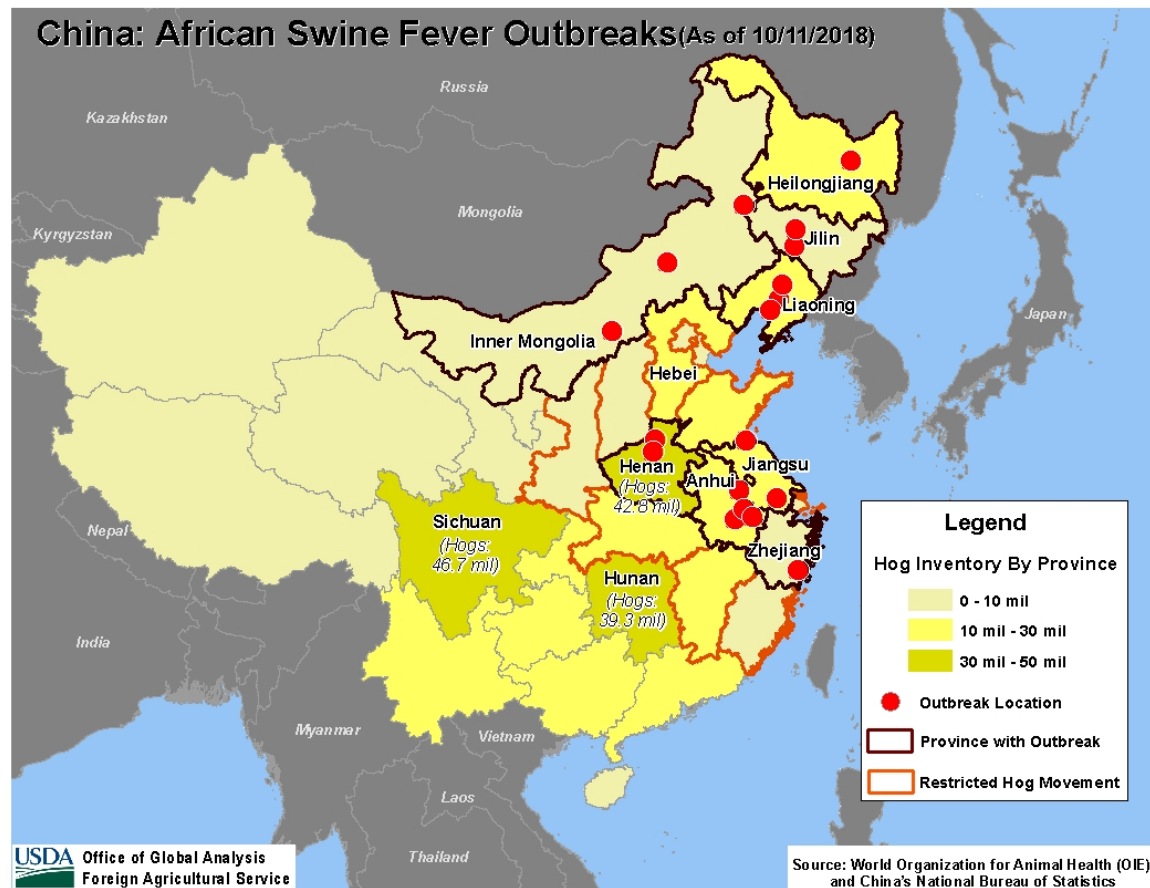 China: African Swine Fever Outbreaks(As of 10/11/2018)
Russia
Kazakhstan
Mongolia
Heilongjiang
Kyrgyzstan
Jilin
Liaoning
Japan
Inner Mongolia
Hebei
Henan
(Hogs:
42.8 mil)
Jiangsu
Anhui
Sichuan
(Hogs:
46.7 mil)
Nepal
Zhejiang
Hunan
(Hogs:
39.3 mil)
India
Myanmar
Vietnam
Laos
Thailand
Legend
Hog Inventory By Province
0 - 10 mil
10 mil - 30 mil
30 mil - 50 mil
Outbreak Location
Province with Outbreak
Restricted Hog Movement
USDA
Office of Global Analysis
Foreign Agricultural Service
Source: World Organization for Animal Health (OIE)
and China's National Bureau of Statistics